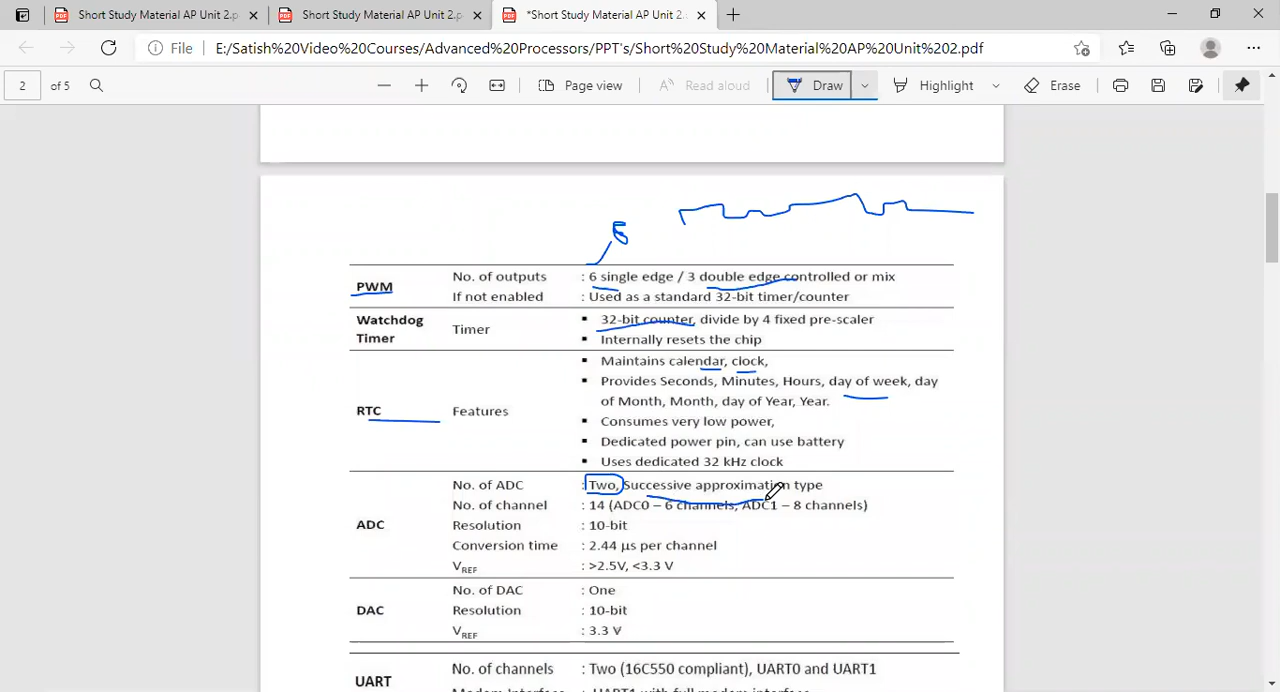 Short Study Material AP Unit 2.p
Short Study Material AP Unit 2.p
*Short Study Material AP Unit 2.
File
E:/Satish%20Video%20Courses/Advanced%20Processors/PPT's/Short%20Study%20Material%20AP%20Unit%202.pdf
2 of 5
Page view
Read aloud
Draw
Highlight
Erase
PWM
No. of outputs : 6 single edge / 3 double edge controlled or mix
If not enabled : Used as a standard 32-bit timer/counter
Watchdog Timer
Timer
▪ 32-bit counter, divide by 4 fixed pre-scaler
▪ Internally resets the chip
RTC
Features
▪ Maintains calendar, clock,
▪ Provides Seconds, Minutes, Hours, day of week, day
of Month, Month, day of Year, Year.
▪ Consumes very low power,
▪ Dedicated power pin, can use battery
▪ Uses dedicated 32 kHz clock
ADC
No. of ADC : Two, Successive approximation type
No. of channel : 14 (ADC0 – 6 channels, ADC1 – 8 channels)
Resolution : 10-bit
Conversion time : 2.44 µs per channel
VREF : >2.5V, <3.3 V
DAC
No. of DAC : One
Resolution : 10-bit
VREF : 3.3 V
UART
No. of channels : Two (16C550 compliant), UART0 and UART1